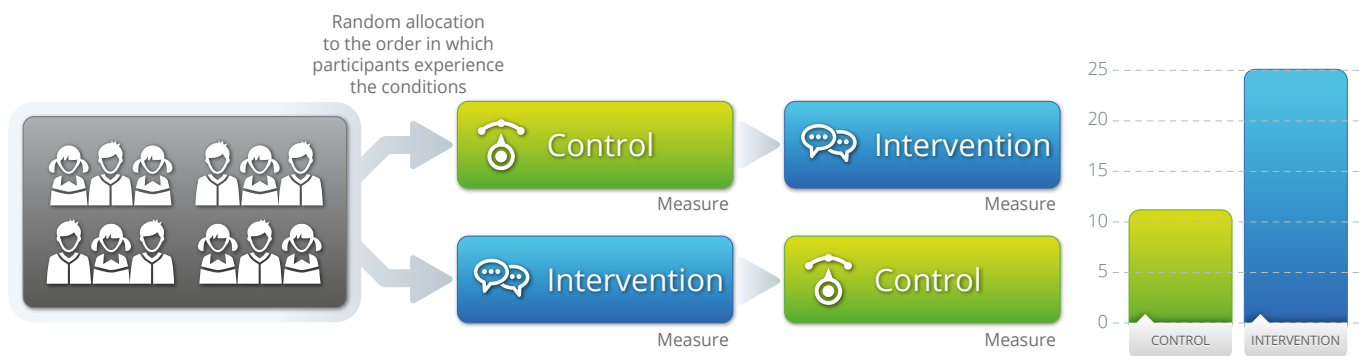 Random allocation
to the order in which
participants experience
the conditions
Control
Measure
Intervention
Measure
Intervention
Measure
Control
Measure
25
20
15
10
5
0
CONTROL
INTERVENTION